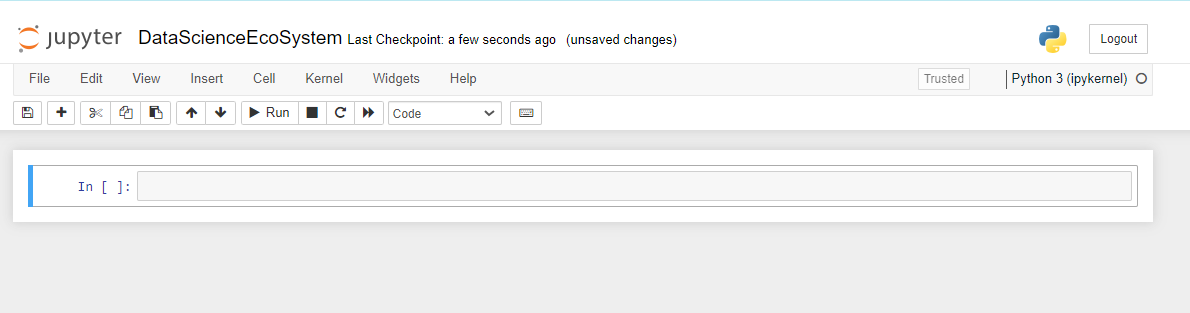 jupyter DataScienceEcoSystem Last Checkpoint: a few seconds ago (unsaved changes) Logout
File Edit View Insert Cell Kernel Widgets Help Trusted Python 3 (ipykernel)
Run Code
In [ ]: